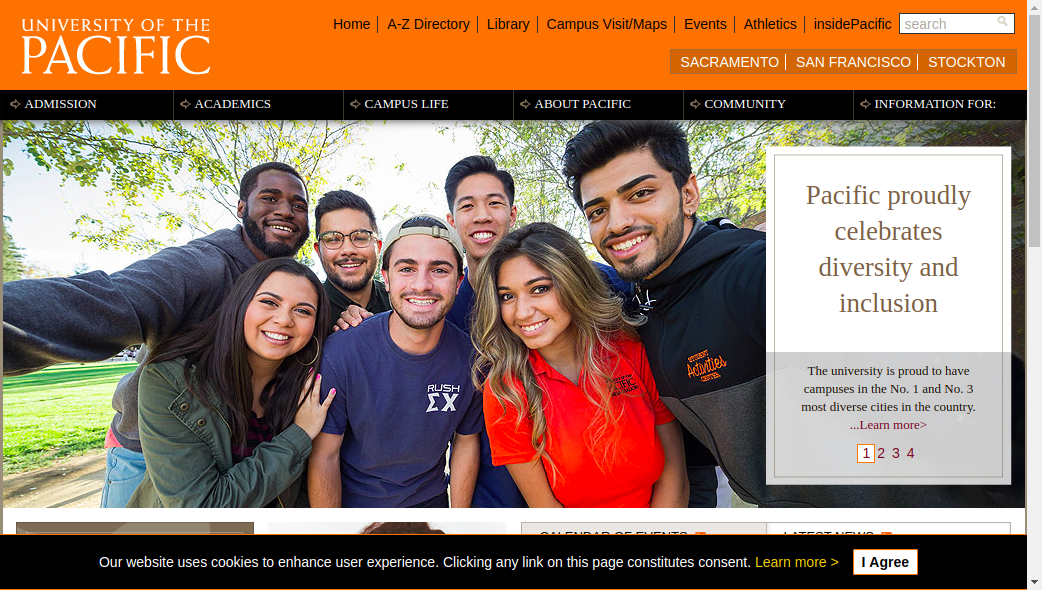 UNIVERSITY OF THE
PACIFIC
Home
A-Z Directory
Library
Campus Visit/Maps
Events
Athletics
insidePacific
search
SACRAMENTO
SAN FRANCISCO
STOCKTON
ADMISSION
ACADEMICS
CAMPUS LIFE
ABOUT PACIFIC
COMMUNITY
INFORMATION FOR:
Pacific proudly
celebrates
diversity and
inclusion
The university is proud to have
campuses in the No. 1 and No. 3
most diverse cities in the country.
...Learn more>
1 2 3 4
RUSH
ΣΧ
STUDENT
Activities
CENTER
CALENDAR OF EVENTS
LATEST NEWS
Our website uses cookies to enhance user experience. Clicking any link on this page constitutes consent. Learn more >
I Agree